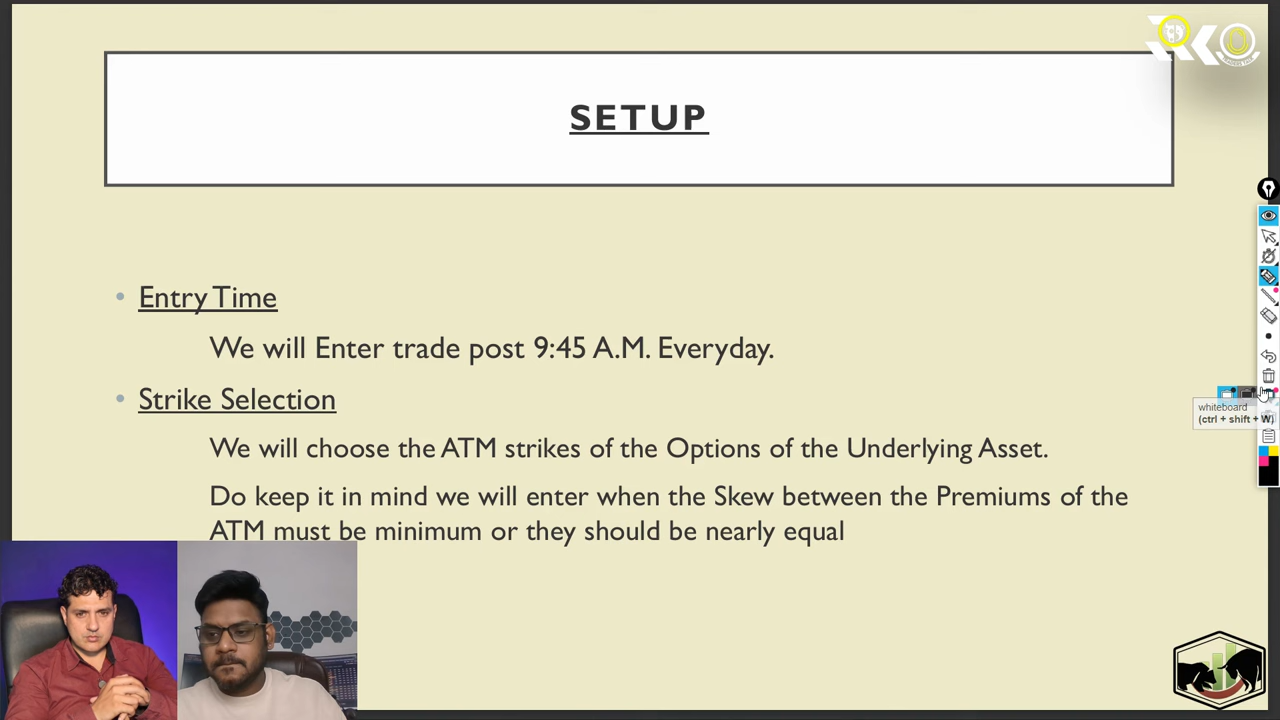 RKO
SETUP
• Entry Time
We will Enter trade post 9:45 A.M. Everyday.
• Strike Selection
We will choose the ATM strikes of the Options of the Underlying Asset.
whiteboard
(ctrl + shift + W)
Do keep it in mind we will enter when the Skew between the Premiums of the
ATM must be minimum or they should be nearly equal